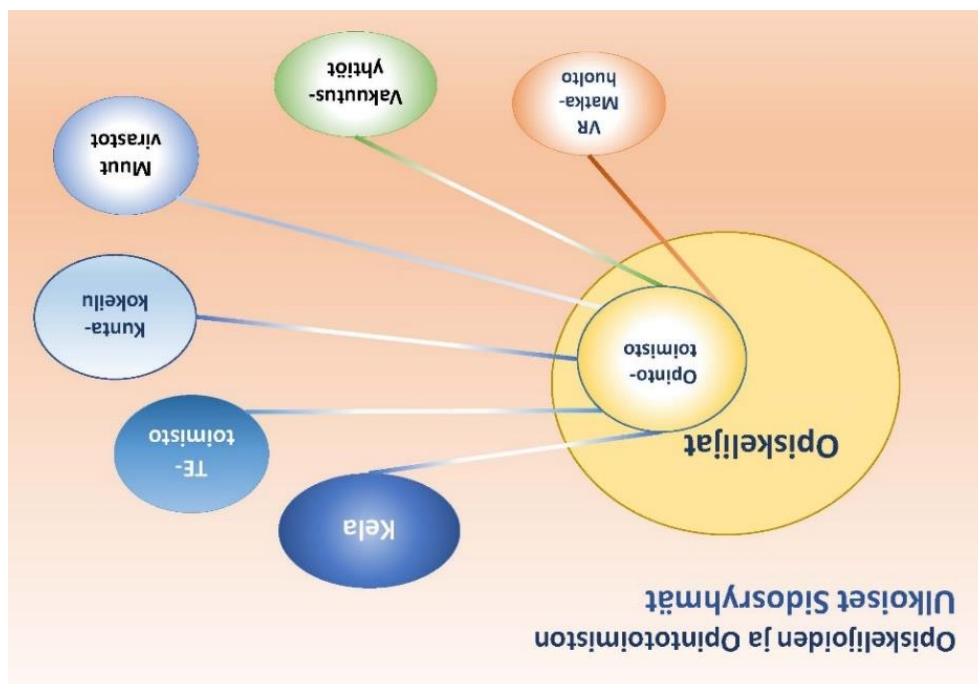 Opiskelijoiden ja Opintotoimiston
Ulkoiset Sidosryhmät
Kela
Opiskelijat
TE-
toimisto
Opinto-
toimisto
Kunta-
kokeilu
Muut
virastot
Vakuutus-
yhtiöt
VR
Matka-
huolto